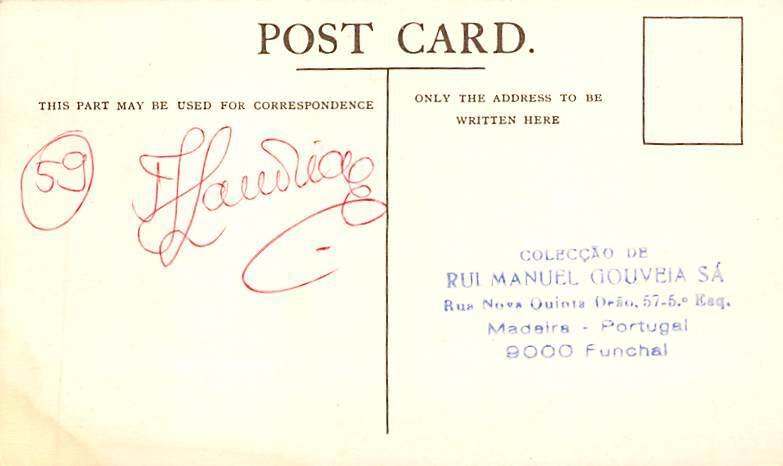 POST CARD.
THIS PART MAY BE USED FOR CORRESPONDENCE
ONLY THE ADDRESS TO BE
WRITTEN HERE
59
COLECÇÃO DE
RUI MANUEL GOUVEIA SÁ
Rua Nova Quinta Deão, 57-5.º Esq.
Madeira - Portugal
9000 Funchal